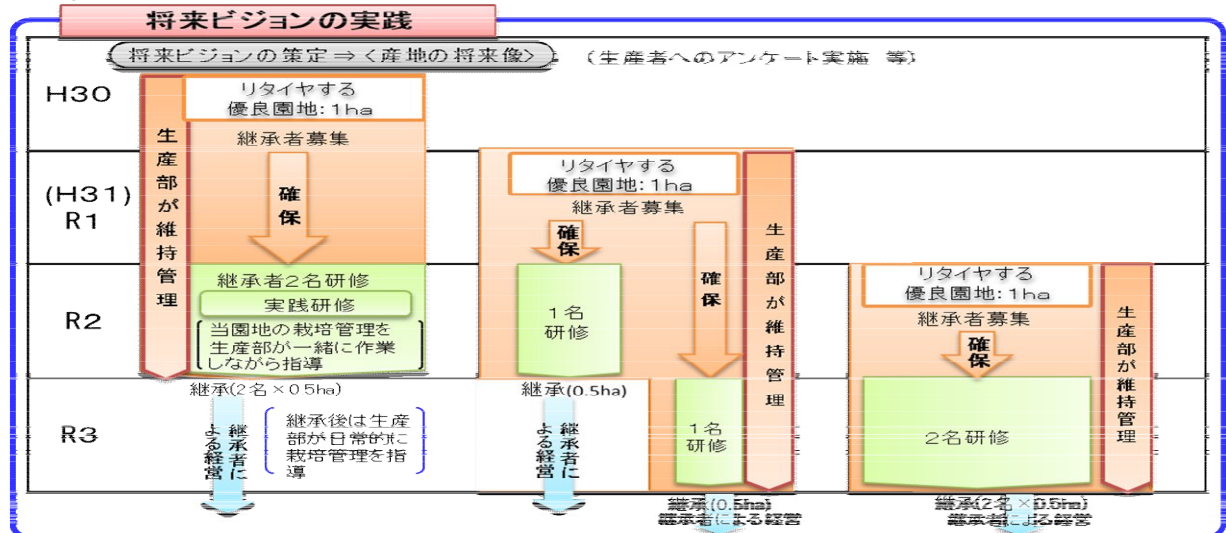 将来ビジョンの実践
将来ビジョンの策定⇒〈産地の将来像〉 (生産者へのアンケート実施 等)
H30
リタイヤする
優良園地:1ha
継承者募集
確保
生産部が維持管理
(H31)
R1
リタイヤする
優良園地:1ha
継承者募集
確保
確保
生産部が維持管理
R2
継承者2名研修
実践研修
当園地の栽培管理を
生産部が一緒に作業
しながら指導
1名
研修
リタイヤする
優良園地:1ha
継承者募集
確保
生産部が維持管理
R3
継承(2名×0.5ha)
継承者に
よる経営
継承後は生産
部が日常的に
栽培管理を指
導
継承(0.5ha)
継承者に
よる経営
1名
研修
2名研修
継承(0.5ha)
継承者による経営
継承(2名×0.5ha)
継承者による経営